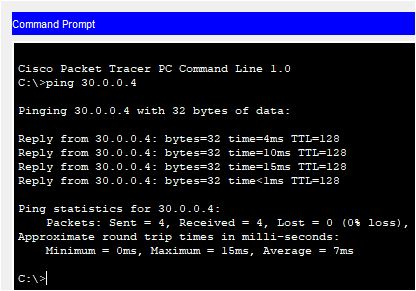 Command Prompt
Cisco Packet Tracer PC Command Line 1.0
C:\>ping 30.0.0.4
Pinging 30.0.0.4 with 32 bytes of data:
Reply from 30.0.0.4: bytes=32 time=4ms TTL=128
Reply from 30.0.0.4: bytes=32 time=10ms TTL=128
Reply from 30.0.0.4: bytes=32 time=15ms TTL=128
Reply from 30.0.0.4: bytes=32 time<1ms TTL=128
Ping statistics for 30.0.0.4:
Packets: Sent = 4, Received = 4, Lost = 0 (0% loss),
Approximate round trip times in milli-seconds:
Minimum = 0ms, Maximum = 15ms, Average = 7ms
C:\>